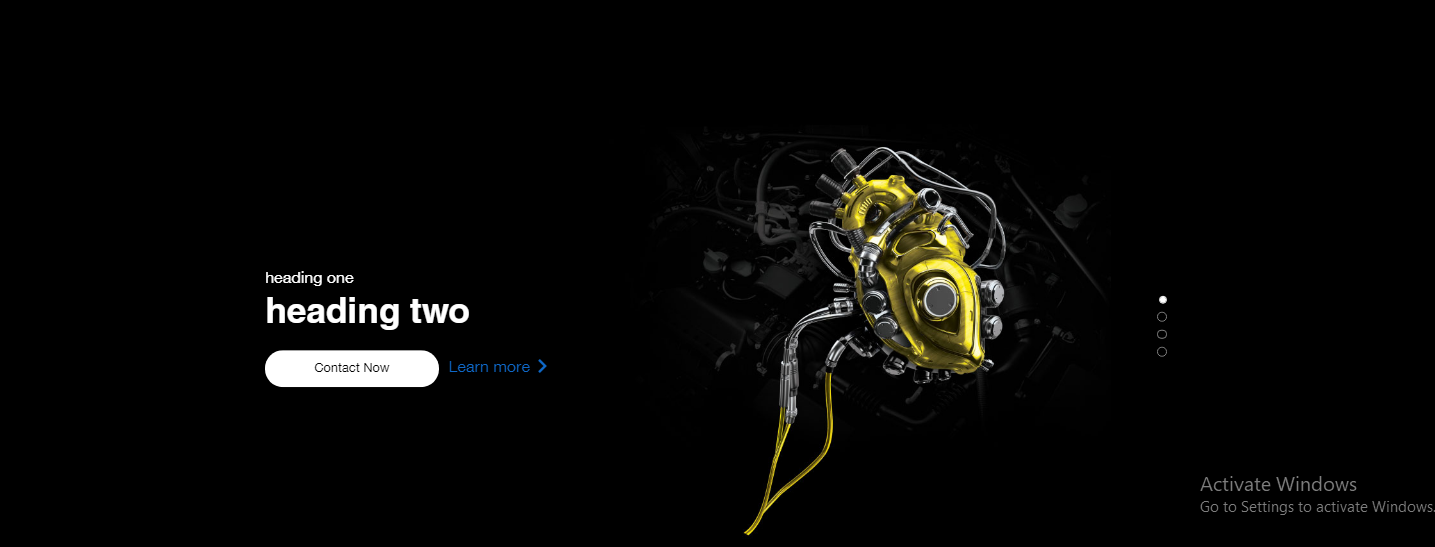 heading one
heading two
Contact Now
Learn more
Activate Windows
Go to Settings to activate Windows.